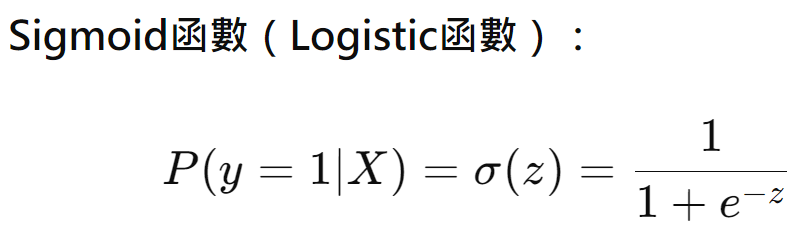 Sigmoid函數（Logistic函數）：
P(y = 1|X) = σ(z) = \frac{1}{1 + e^{-z}}